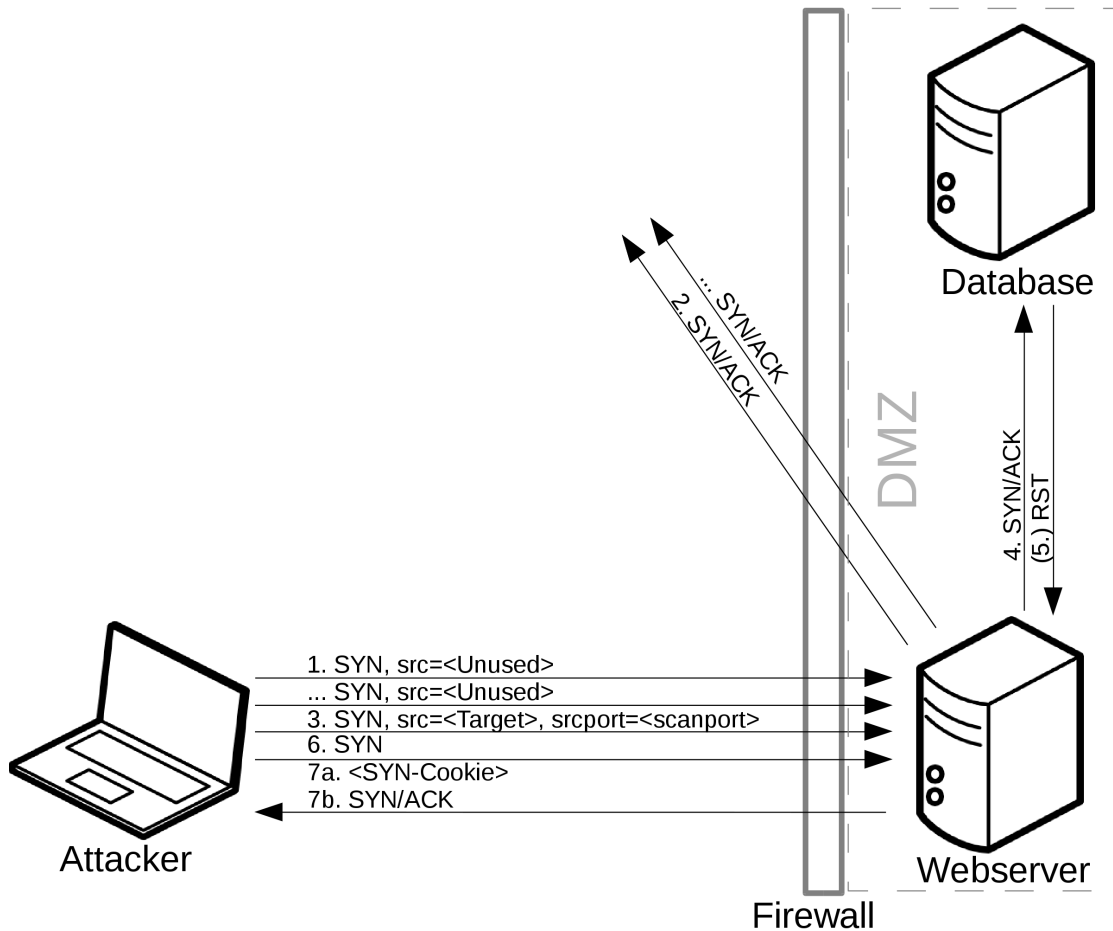 Database
... SYN/ACK
2. SYN/ACK
DMZ
4. SYN/ACK
(5.) RST
1. SYN, src=<Unused>
... SYN, src=<Unused>
3. SYN, src=<Target>, srcport=<scanport>
6. SYN
7a. <SYN-Cookie>
7b. SYN/ACK
Attacker
Webserver
Firewall